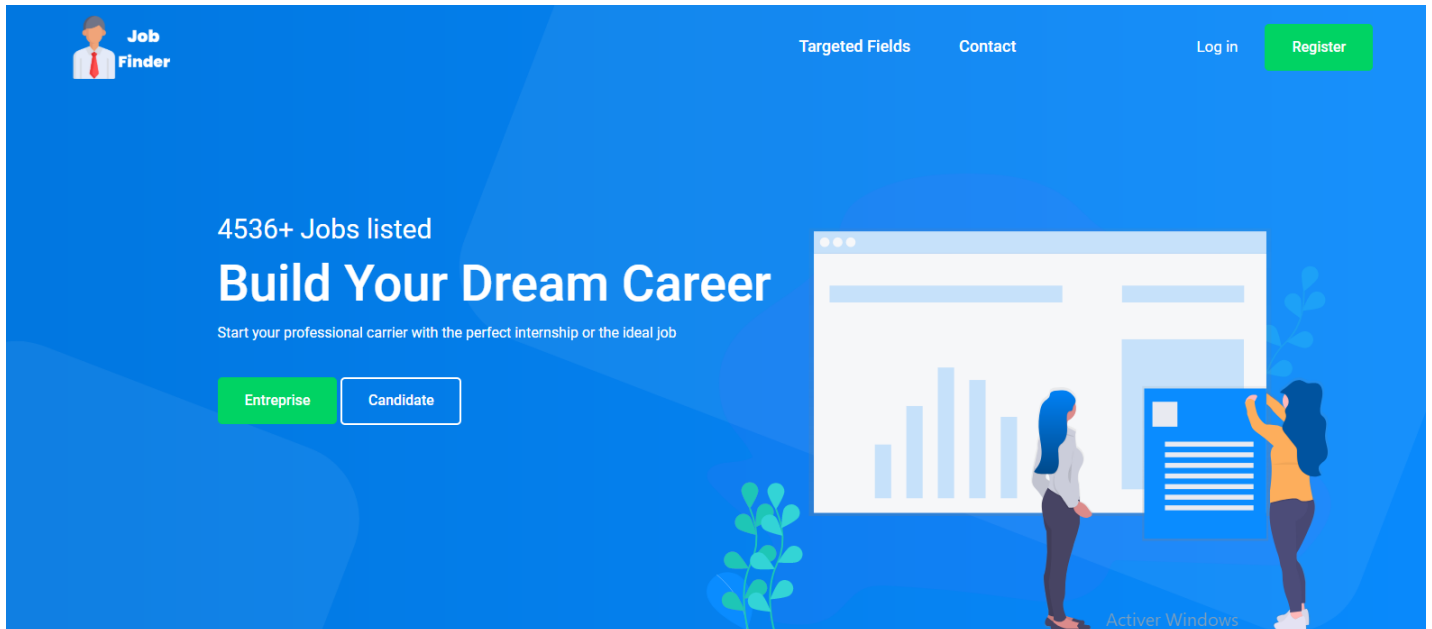 Job
Finder
Targeted Fields
Contact
Log in
Register
4536+ Jobs listed
Build Your Dream Career
Start your professional carrier with the perfect internship or the ideal job
Entreprise
Candidate
Activer Windows